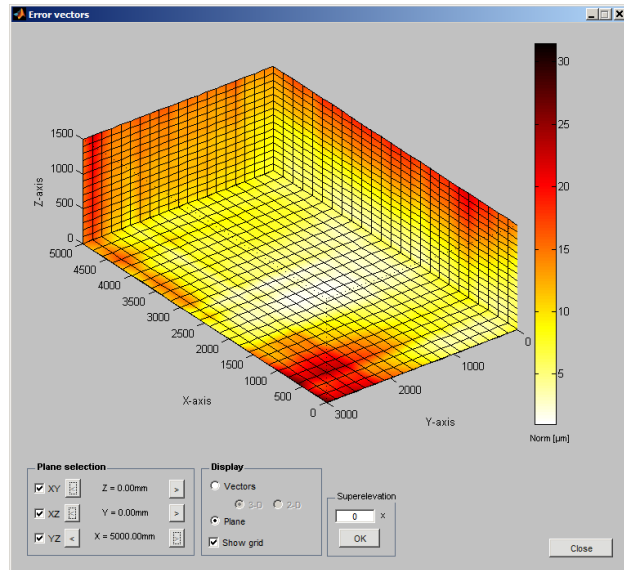 Error vectors
30
25
20
15
10
5
Norm [µm]
1500
1000
500
0
Z-axis
5000
4500
4000
3500
3000
2500
2000
1500
1000
500
0
X-axis
3000
2000
1000
0
Y-axis
Plane selection
XY < Z = 0.00mm >
XZ < Y = 0.00mm >
YZ < X = 5000.00mm >
Display
Vectors
3-D 2-D
Plane
Show grid
Superelevation
0 x
OK
Close